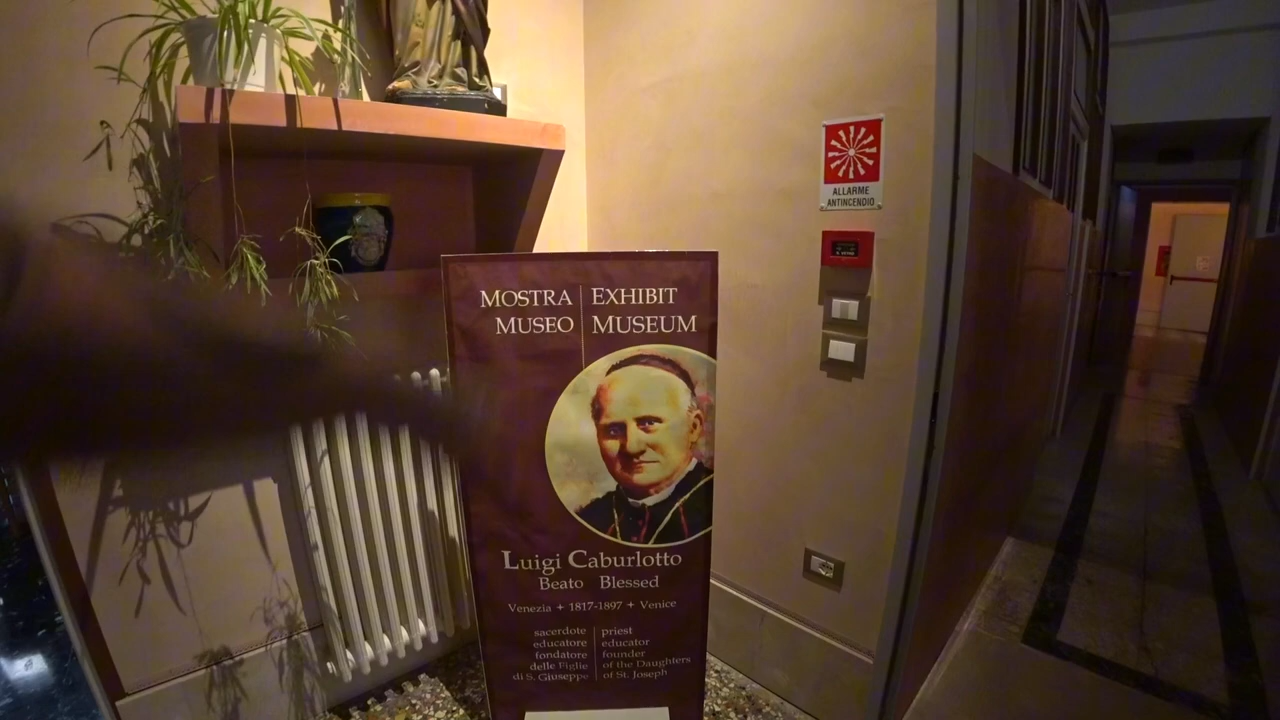 MOSTRA MUSEO
EXHIBIT MUSEUM
Luigi Caburlotto
Beato Blessed
Venezia + 1817-1897 + Venice
sacerdote
educatore
fondatore
delle Figlie
di S. Giuseppe
priest
educator
founder
of the Daughters
of St. Joseph
ALLARME
ANTINCENDIO